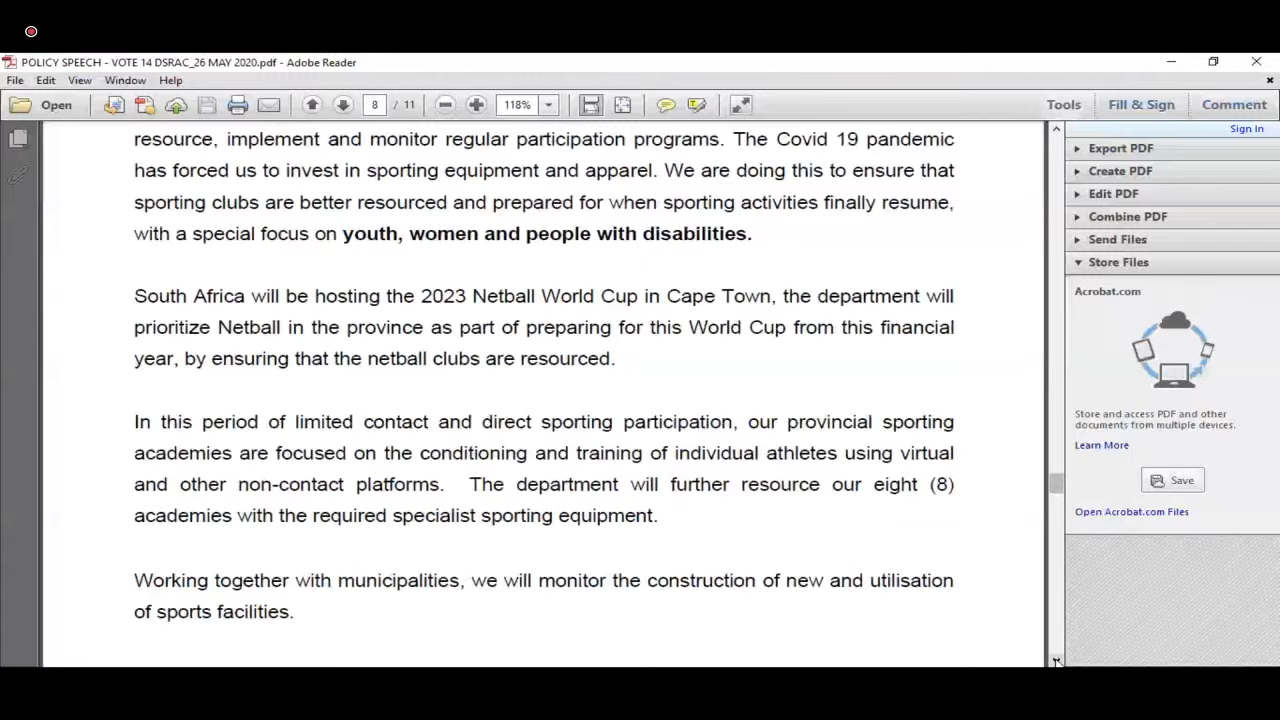 POLICY SPEECH - VOTE 14 DSRAC_26 MAY 2020.pdf - Adobe Reader
File Edit View Window Help
Open 8 / 11 118% Tools Fill & Sign Comment
Sign In
resource, implement and monitor regular participation programs. The Covid 19 pandemic
has forced us to invest in sporting equipment and apparel. We are doing this to ensure that
sporting clubs are better resourced and prepared for when sporting activities finally resume,
with a special focus on youth, women and people with disabilities.
South Africa will be hosting the 2023 Netball World Cup in Cape Town, the department will
prioritize Netball in the province as part of preparing for this World Cup from this financial
year, by ensuring that the netball clubs are resourced.
In this period of limited contact and direct sporting participation, our provincial sporting
academies are focused on the conditioning and training of individual athletes using virtual
and other non-contact platforms. The department will further resource our eight (8)
academies with the required specialist sporting equipment.
Working together with municipalities, we will monitor the construction of new and utilisation
of sports facilities.
Export PDF
Create PDF
Edit PDF
Combine PDF
Send Files
Store Files
Acrobat.com
Store and access PDF and other
documents from multiple devices.
Learn More
Save
Open Acrobat.com Files